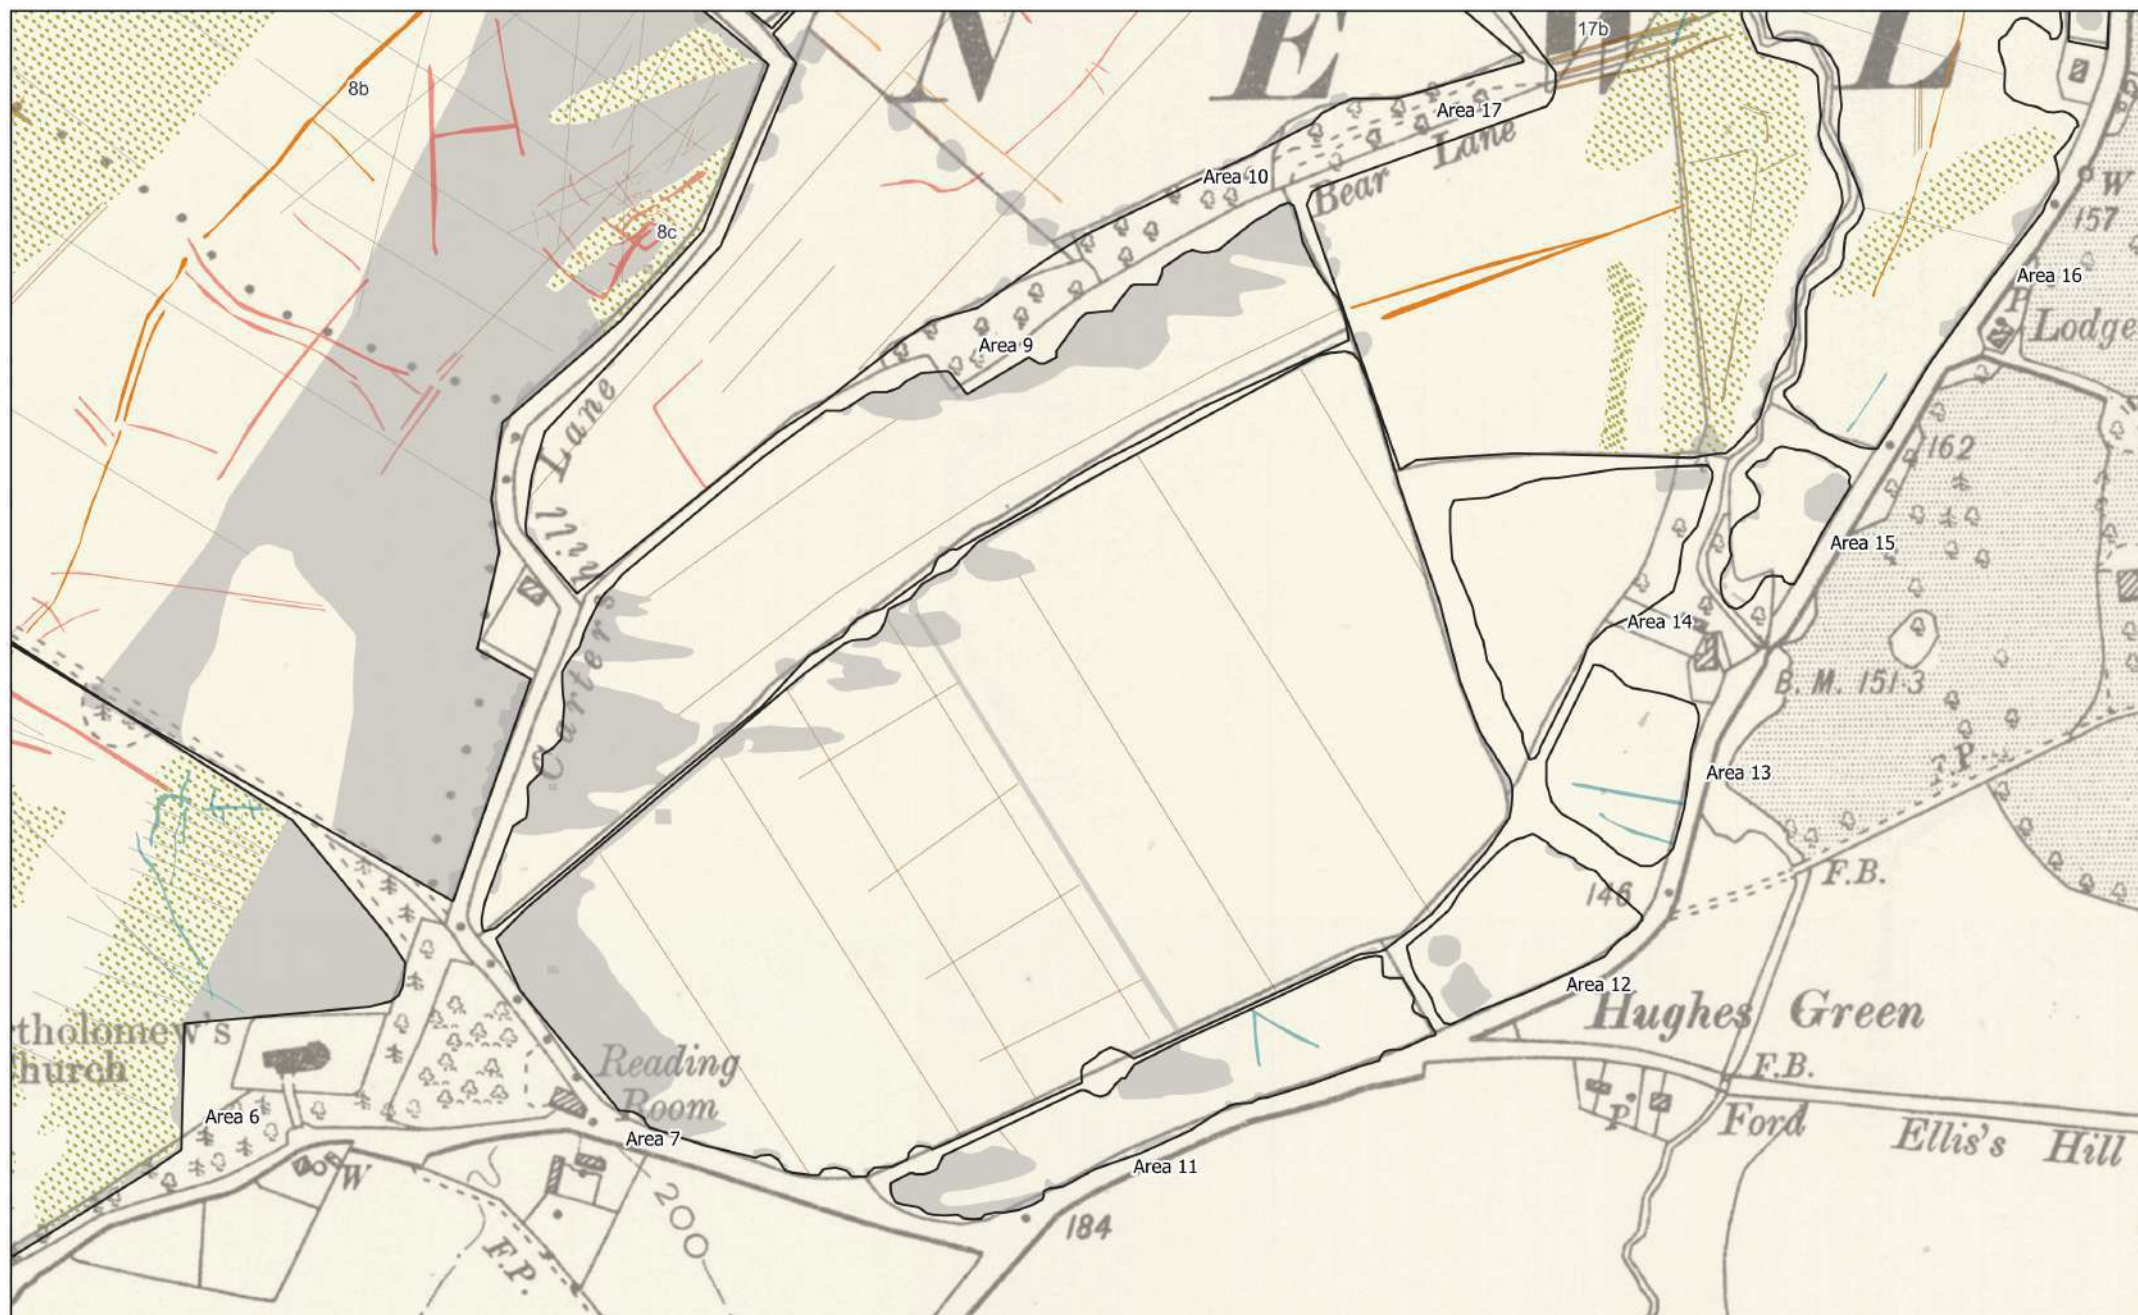 N E W L
17b
8b
Area 17
Bear Lane
Area 10
W
157
8c
Area 16
P
Lodge
Area 9
Carters Hill Lane
162
Area 15
Area 14
B. M. 151·3
Area 13
F.P.
F.B.
146
Area 12
Hughes Green
tholomew's
hurch
Reading
Room
F.B.
P
Ford
Ellis's Hill
Area 6
Area 7
Area 11
W
200
184
F.P.